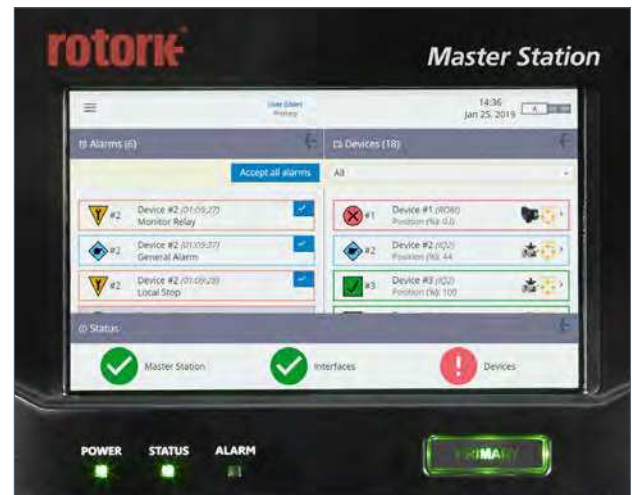 rotork
Master Station
User (User)
Primary
14:36
Jan 25, 2019
A
Alarms (6)
Devices (18)
Accept all alarms
All
#2
Device #2 (01:09:27)
Monitor Relay
#1
Device #1 (ROM)
Position (%): 0.0
#2
Device #2 (01:09:27)
General Alarm
#2
Device #2 (IQ2)
Position (%): 44
#2
Device #2 (01:09:28)
Local Stop
#3
Device #3 (IQ2)
Position (%): 100
Status
Master Station
Interfaces
Devices
POWER STATUS ALARM
PRIMARY